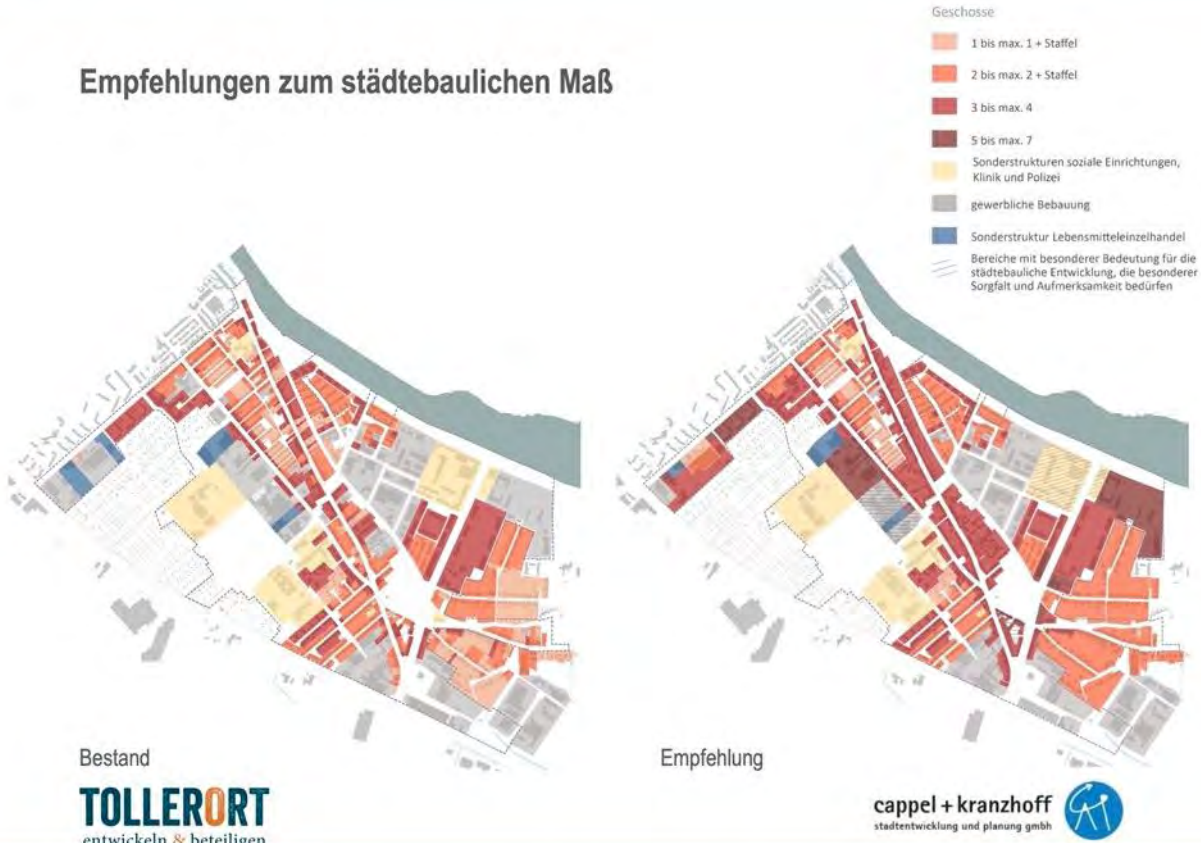 Empfehlungen zum städtebaulichen Maß
Geschosse
1 bis max. 1 + Staffel
2 bis max. 2 + Staffel
3 bis max. 4
5 bis max. 7
Sonderstrukturen soziale Einrichtungen,
Klinik und Polizei
gewerbliche Bebauung
Sonderstruktur Lebensmitteleinzelhandel
Bereiche mit besonderer Bedeutung für die
städtebauliche Entwicklung, die besonderer
Sorgfalt und Aufmerksamkeit bedürfen
Bestand
Empfehlung
TOLLERORT
entwickeln & beteiligen
cappel + kranzhoff
stadtentwicklung und planung gmbh